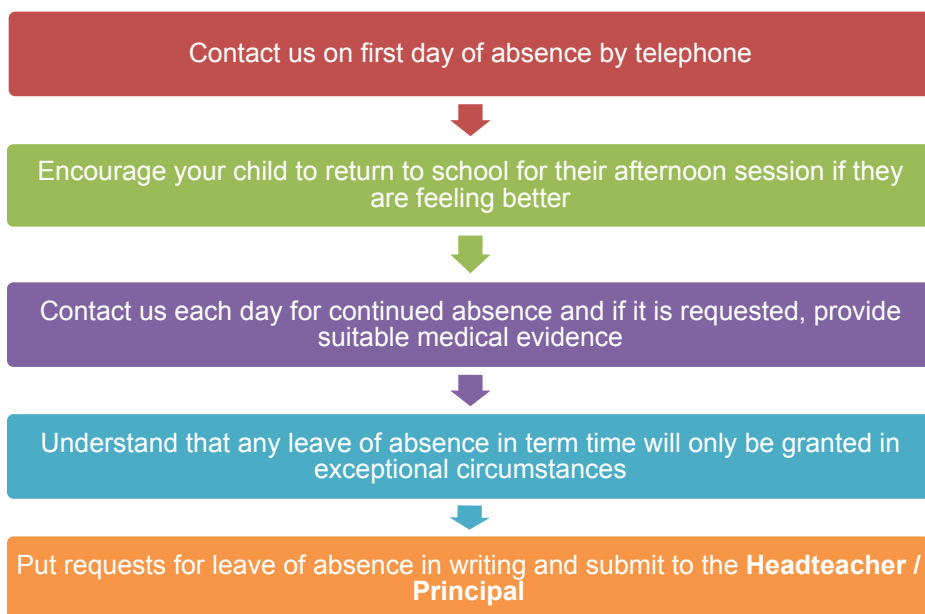 Contact us on first day of absence by telephone
Encourage your child to return to school for their afternoon session if they
are feeling better
Contact us each day for continued absence and if it is requested, provide
suitable medical evidence
Understand that any leave of absence in term time will only be granted in
exceptional circumstances
Put requests for leave of absence in writing and submit to the Headteacher /
Principal